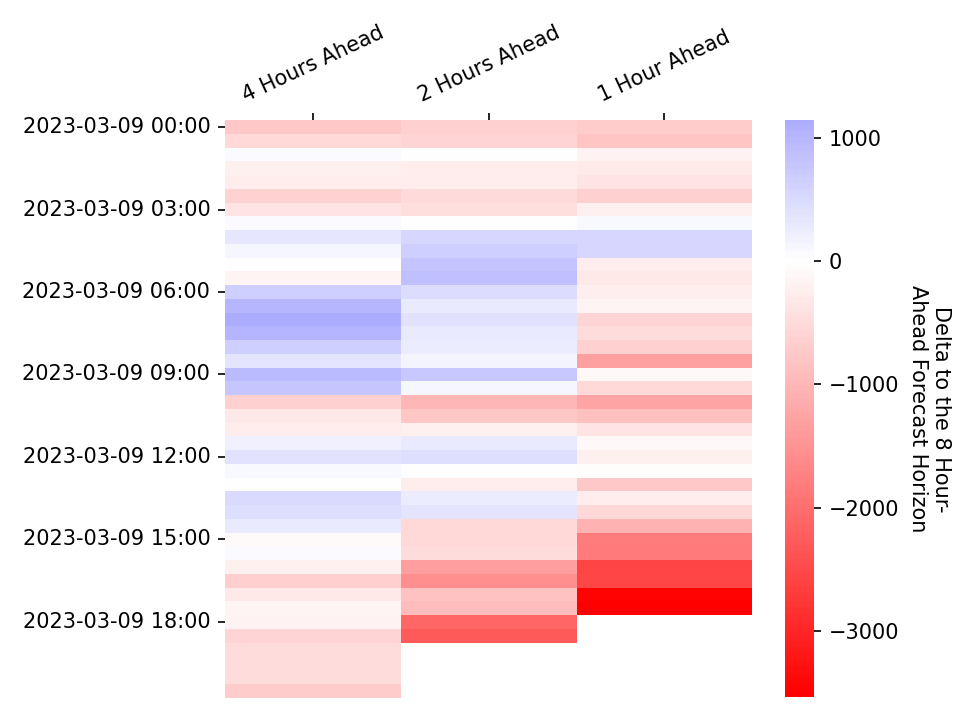 4 Hours Ahead
2 Hours Ahead
1 Hour Ahead
2023-03-09 00:00
2023-03-09 03:00
2023-03-09 06:00
2023-03-09 09:00
2023-03-09 12:00
2023-03-09 15:00
2023-03-09 18:00
1000
0
−1000
−2000
−3000
Delta to the 8 Hour-
Ahead Forecast Horizon